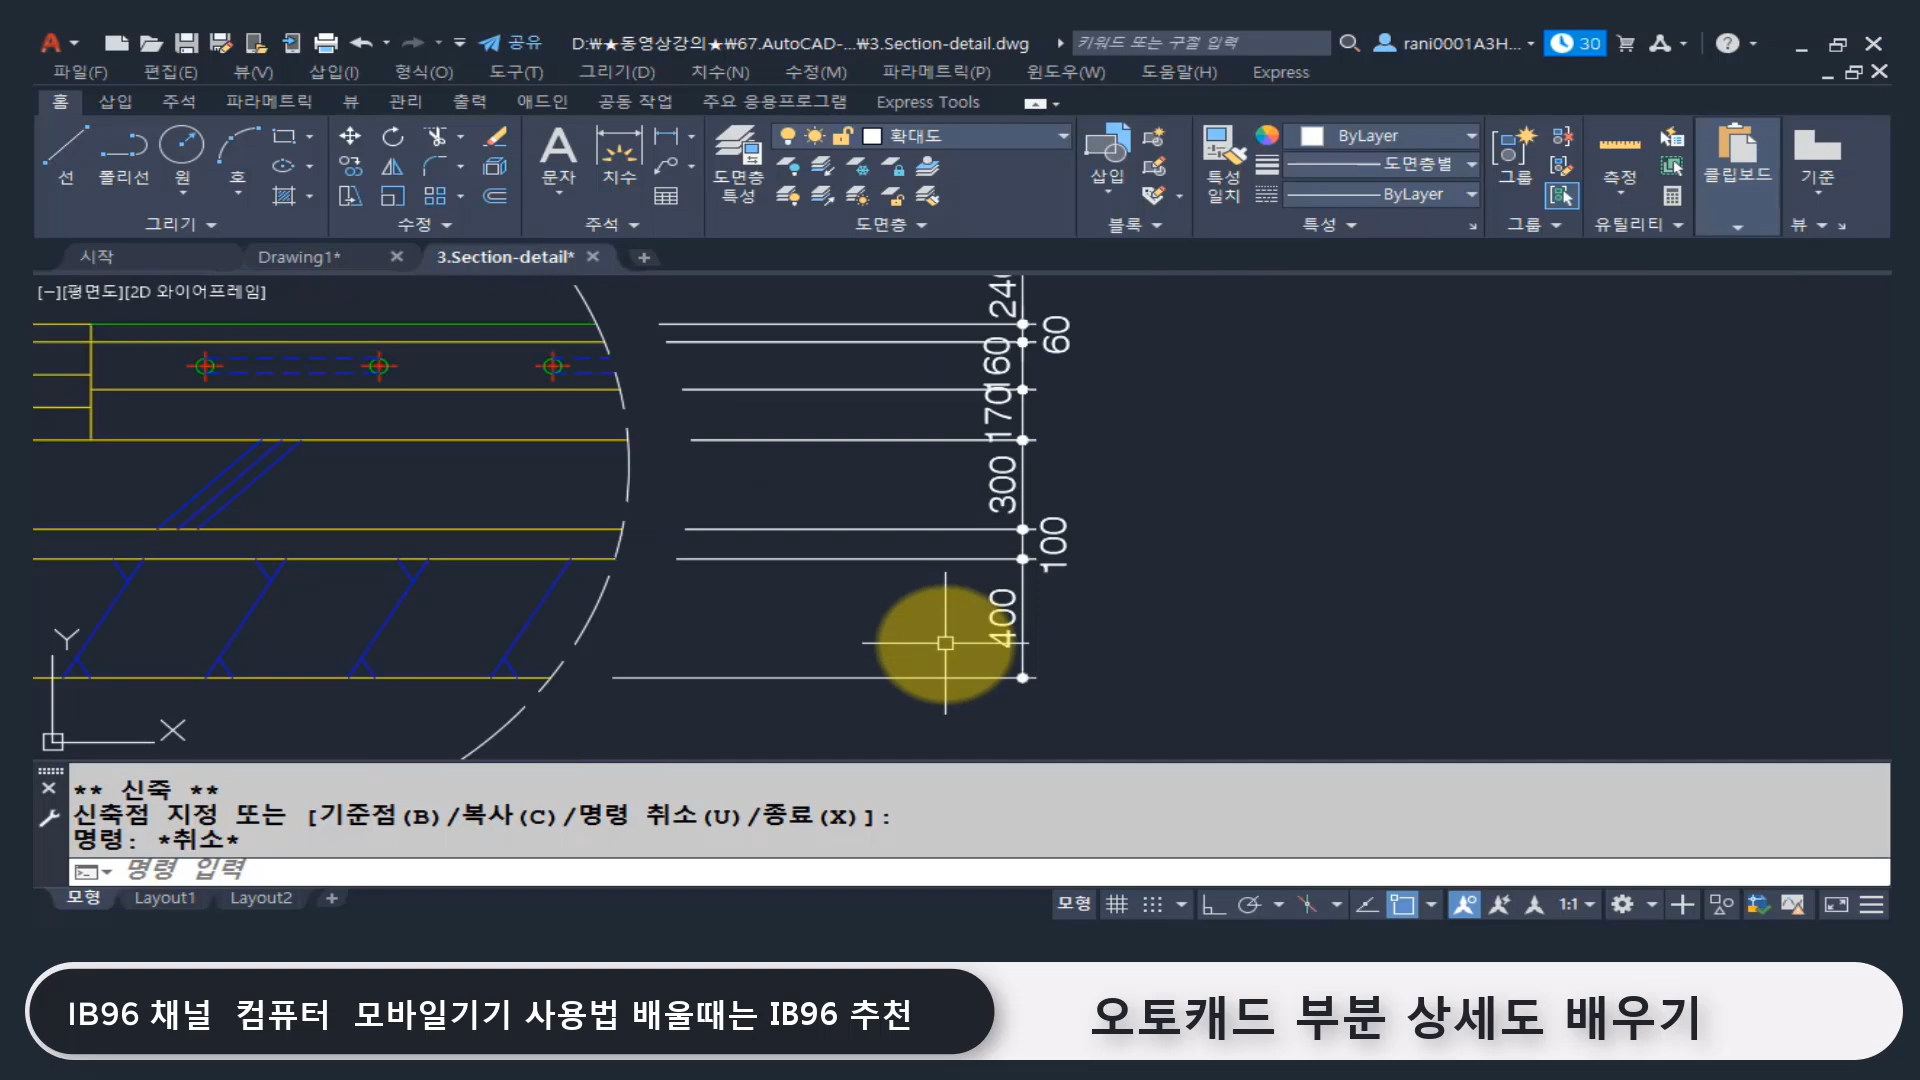 공유
D:₩★동영상강의★₩67.AutoCAD-...₩3.Section-detail.dwg
키워드 또는 구절 입력
rani0001A3H...
30
파일(F) 편집(E) 뷰(V) 삽입(I) 형식(O) 도구(T) 그리기(D) 치수(N) 수정(M) 파라메트릭(P) 윈도우(W) 도움말(H) Express
홈 삽입 주석 파라메트릭 뷰 관리 출력 애드인 공동 작업 주요 응용프로그램 Express Tools
확대도
ByLayer
도면층별
ByLayer
선 폴리선 원 호
문자 치수
도면층 특성
삽입
특성 일치
그룹
측정
클립보드
기준
그리기 수정 주석 도면층 블록 특성 그룹 유틸리티 뷰
시작 Drawing1* 3.Section-detail*
[−][평면도][2D 와이어프레임]
240
60
160
170
300
100
400
Y
X
** 신축 **
신축점 지정 또는 [기준점(B)/복사(C)/명령 취소(U)/종료(X)]:
명령: *취소*
명령 입력
모형 Layout1 Layout2 +
모형
1:1
IB96 채널 컴퓨터 모바일기기 사용법 배울때는 IB96 추천
오토캐드 부분 상세도 배우기